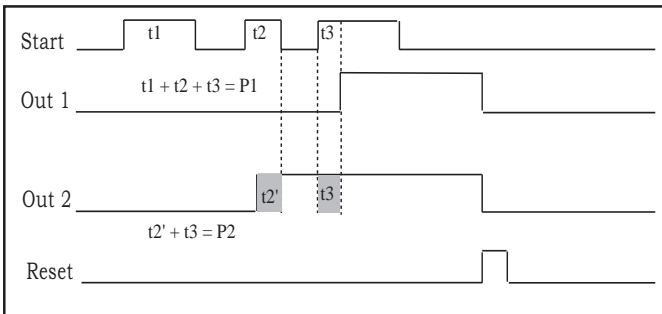 Start
t1
t2
t3
t1 + t2 + t3 = P1
Out 1
Out 2
t2'
t3
t2' + t3 = P2
Reset